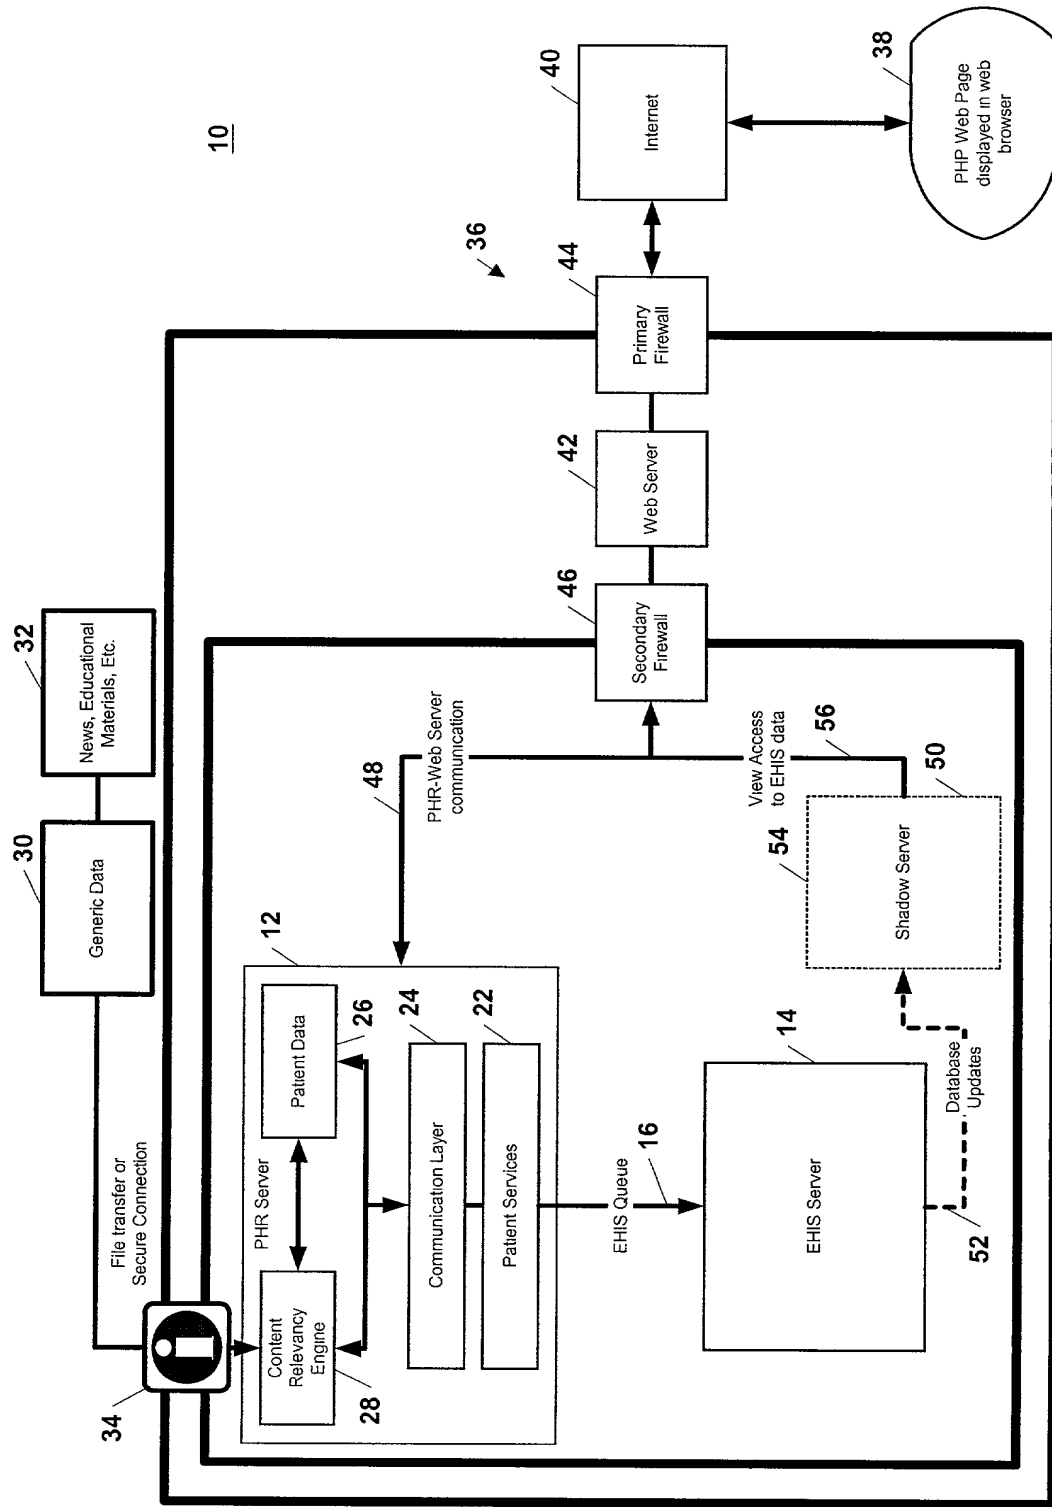 10
32
News, Educational
Materials, Etc.
30
Generic Data
File transfer or
Secure Connection
34
12
PHR Server
Content
Relevancy
Engine
28
Patient Data
26
Communication Layer
24
Patient Services
22
EHIS Queue
16
EHIS Server
14
Database
Updates
52
Shadow Server
54
50
View Access
to EHIS data
56
PHR-Web Server
communication
48
Secondary
Firewall
46
Web Server
42
Primary
Firewall
44
36
Internet
40
PHP Web Page
displayed in web
browser
38